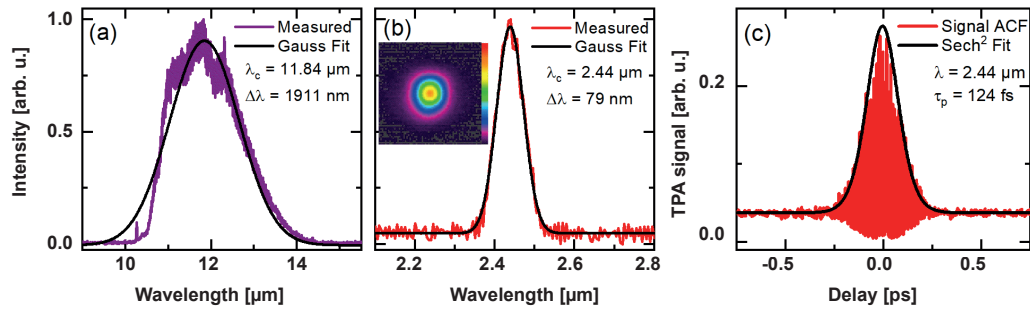 (a)
Measured
Gauss Fit
λc = 11.84 μm
Δλ = 1911 nm
1.0
0.5
0.0
Intensity [arb. u.]
10
12
14
Wavelength [μm]
(b)
Measured
Gauss Fit
λc = 2.44 μm
Δλ = 79 nm
2.2
2.4
2.6
2.8
Wavelength [μm]
(c)
Signal ACF
Sech² Fit
λ = 2.44 μm
τp = 124 fs
0.2
0.0
TPA signal [arb. u.]
-0.5
0.0
0.5
Delay [ps]